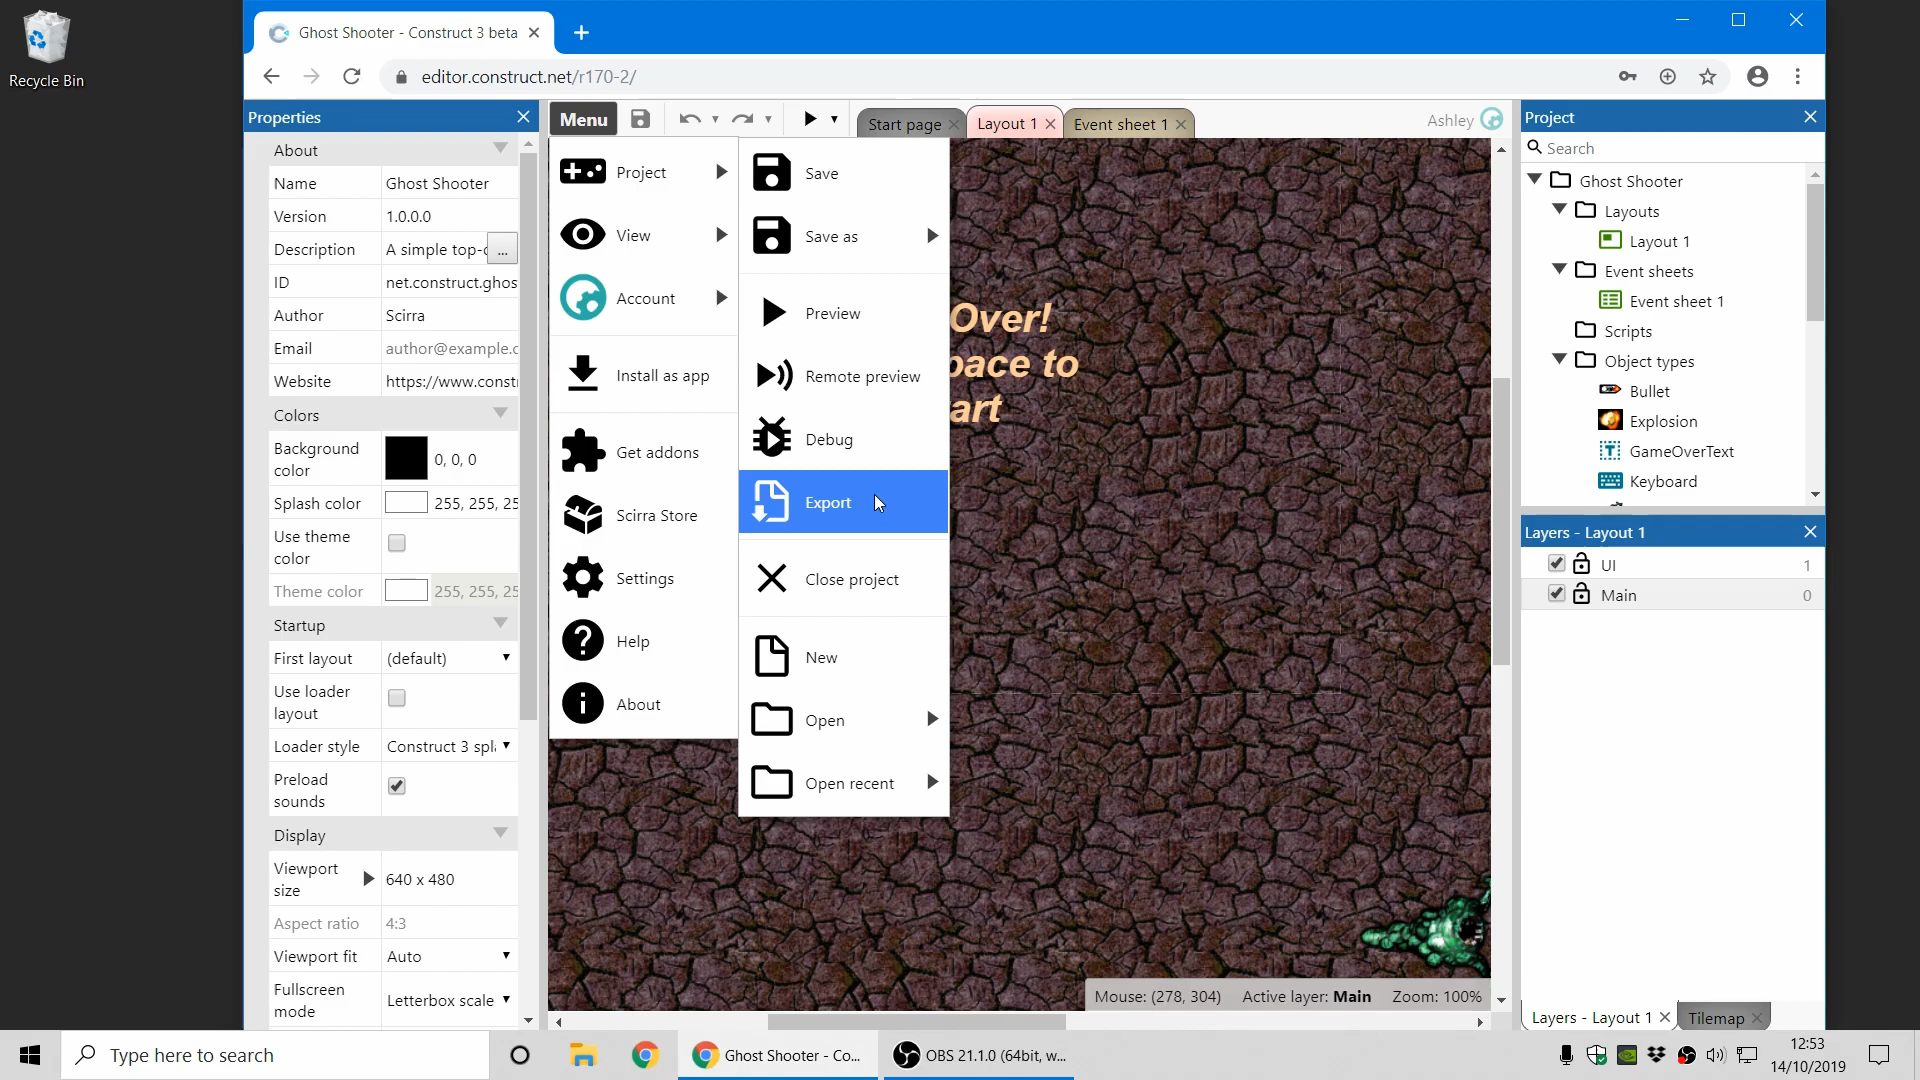 Recycle Bin
Ghost Shooter - Construct 3 beta
editor.construct.net/r170-2/
Properties
About
Name Ghost Shooter
Version 1.0.0.0
Description A simple top-c ...
ID net.construct.ghos
Author Scirra
Email author@example.c
Website https://www.consti
Colors
Background color 0, 0, 0
Splash color 255, 255, 25
Use theme color
Theme color 255, 255, 25
Startup
First layout (default)
Use loader layout
Loader style Construct 3 spl
Preload sounds
Display
Viewport size 640 x 480
Aspect ratio 4:3
Viewport fit Auto
Fullscreen mode Letterbox scale
Menu
Start page
Layout 1
Event sheet 1
Ashley
Project
View
Account
Install as app
Get addons
Scirra Store
Settings
Help
About
Save
Save as
Preview
Remote preview
Debug
Export
Close project
New
Open
Open recent
Over!
pace to
art
Mouse: (278, 304) Active layer: Main Zoom: 100%
Project
Search
Ghost Shooter
Layouts
Layout 1
Event sheets
Event sheet 1
Scripts
Object types
Bullet
Explosion
GameOverText
Keyboard
Layers - Layout 1
UI 1
Main 0
Layers - Layout 1
Tilemap
Type here to search
Ghost Shooter - Co...
OBS 21.1.0 (64bit, w...
12:53
14/10/2019